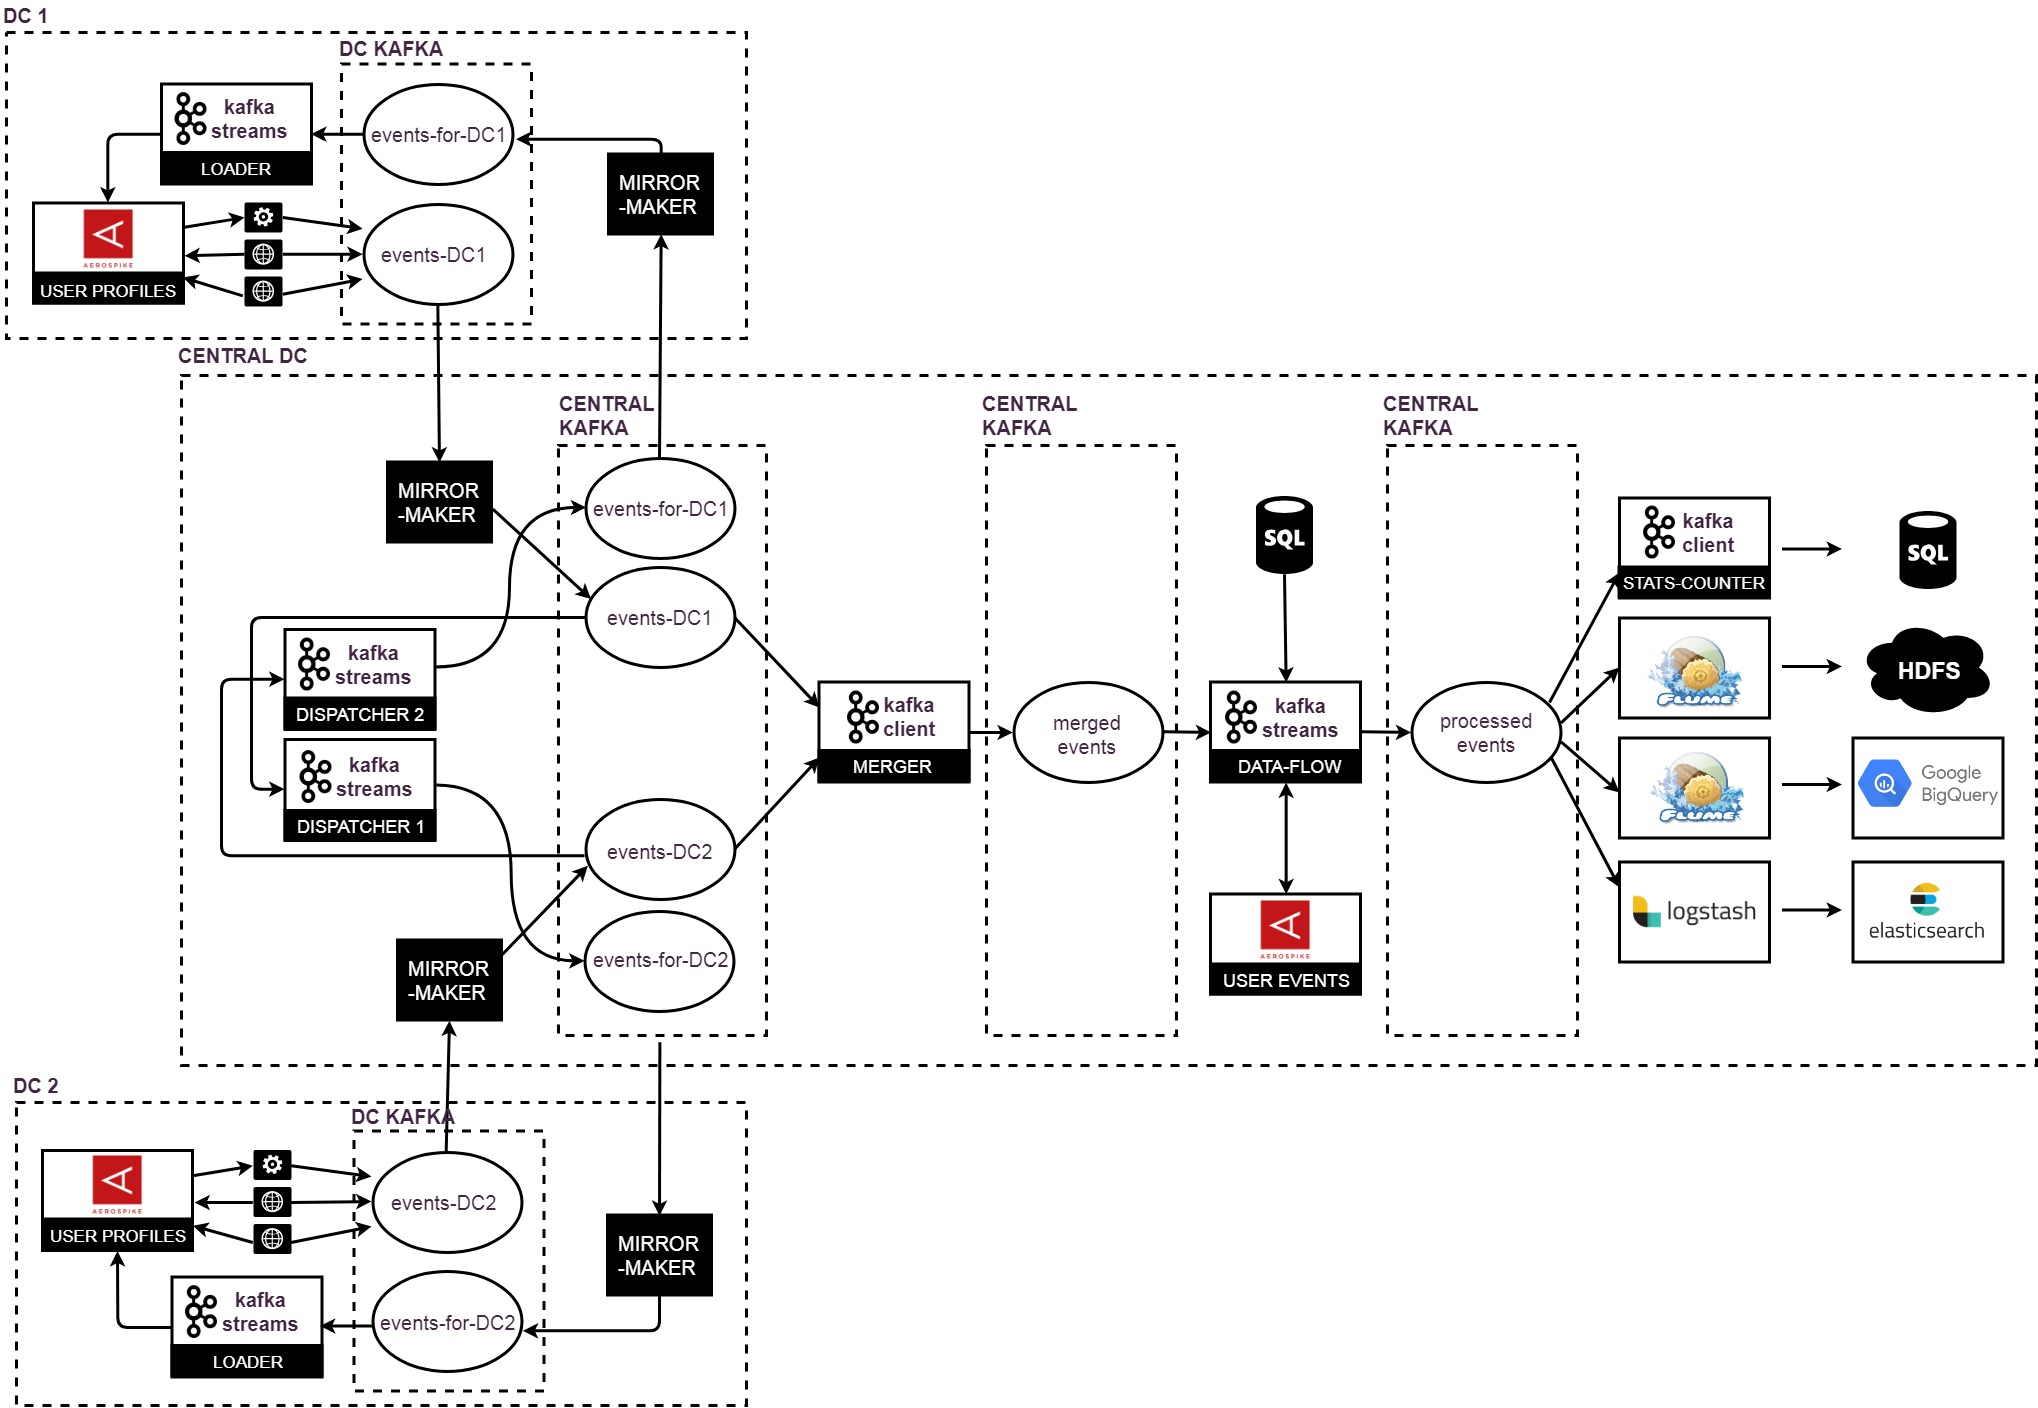 DC 1
DC KAFKA
kafka
streams
LOADER
events-for-DC1
MIRROR
-MAKER
AEROSPIKE
USER PROFILES
events-DC1
CENTRAL DC
CENTRAL
KAFKA
CENTRAL
KAFKA
CENTRAL
KAFKA
MIRROR
-MAKER
events-for-DC1
events-DC1
kafka
streams
DISPATCHER 2
kafka
streams
DISPATCHER 1
events-DC2
events-for-DC2
MIRROR
-MAKER
kafka
client
MERGER
merged
events
SQL
kafka
streams
DATA-FLOW
AEROSPIKE
USER EVENTS
processed
events
kafka
client
STATS-COUNTER
SQL
FLUME
HDFS
FLUME
Google
BigQuery
logstash
elasticsearch
DC 2
DC KAFKA
AEROSPIKE
USER PROFILES
events-DC2
MIRROR
-MAKER
kafka
streams
LOADER
events-for-DC2